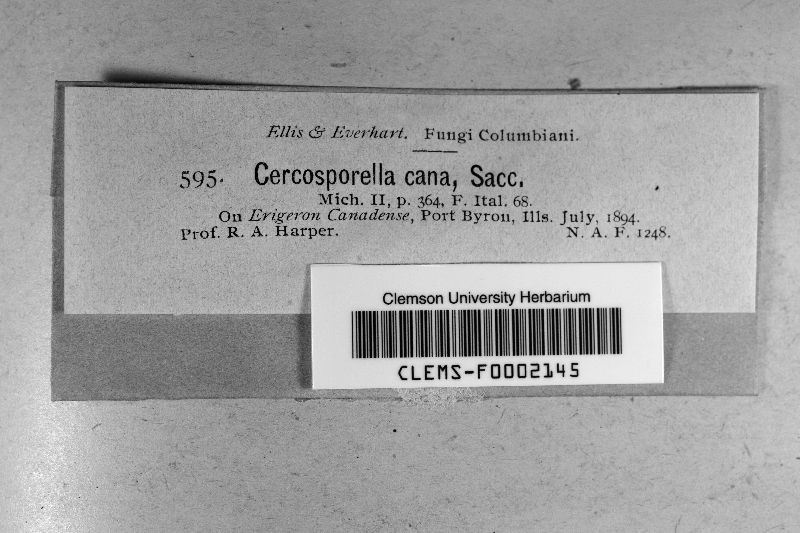 Ellis & Everhart. Fungi Columbiani.
595. Cercosporella cana, Sacc.
Mich. II, p. 364, F. Ital. 68.
On Erigeron Canadense, Port Byron, Ills. July, 1894.
Prof. R. A. Harper. N. A. F. 1248.
Clemson University Herbarium
CLEMS-F0002145